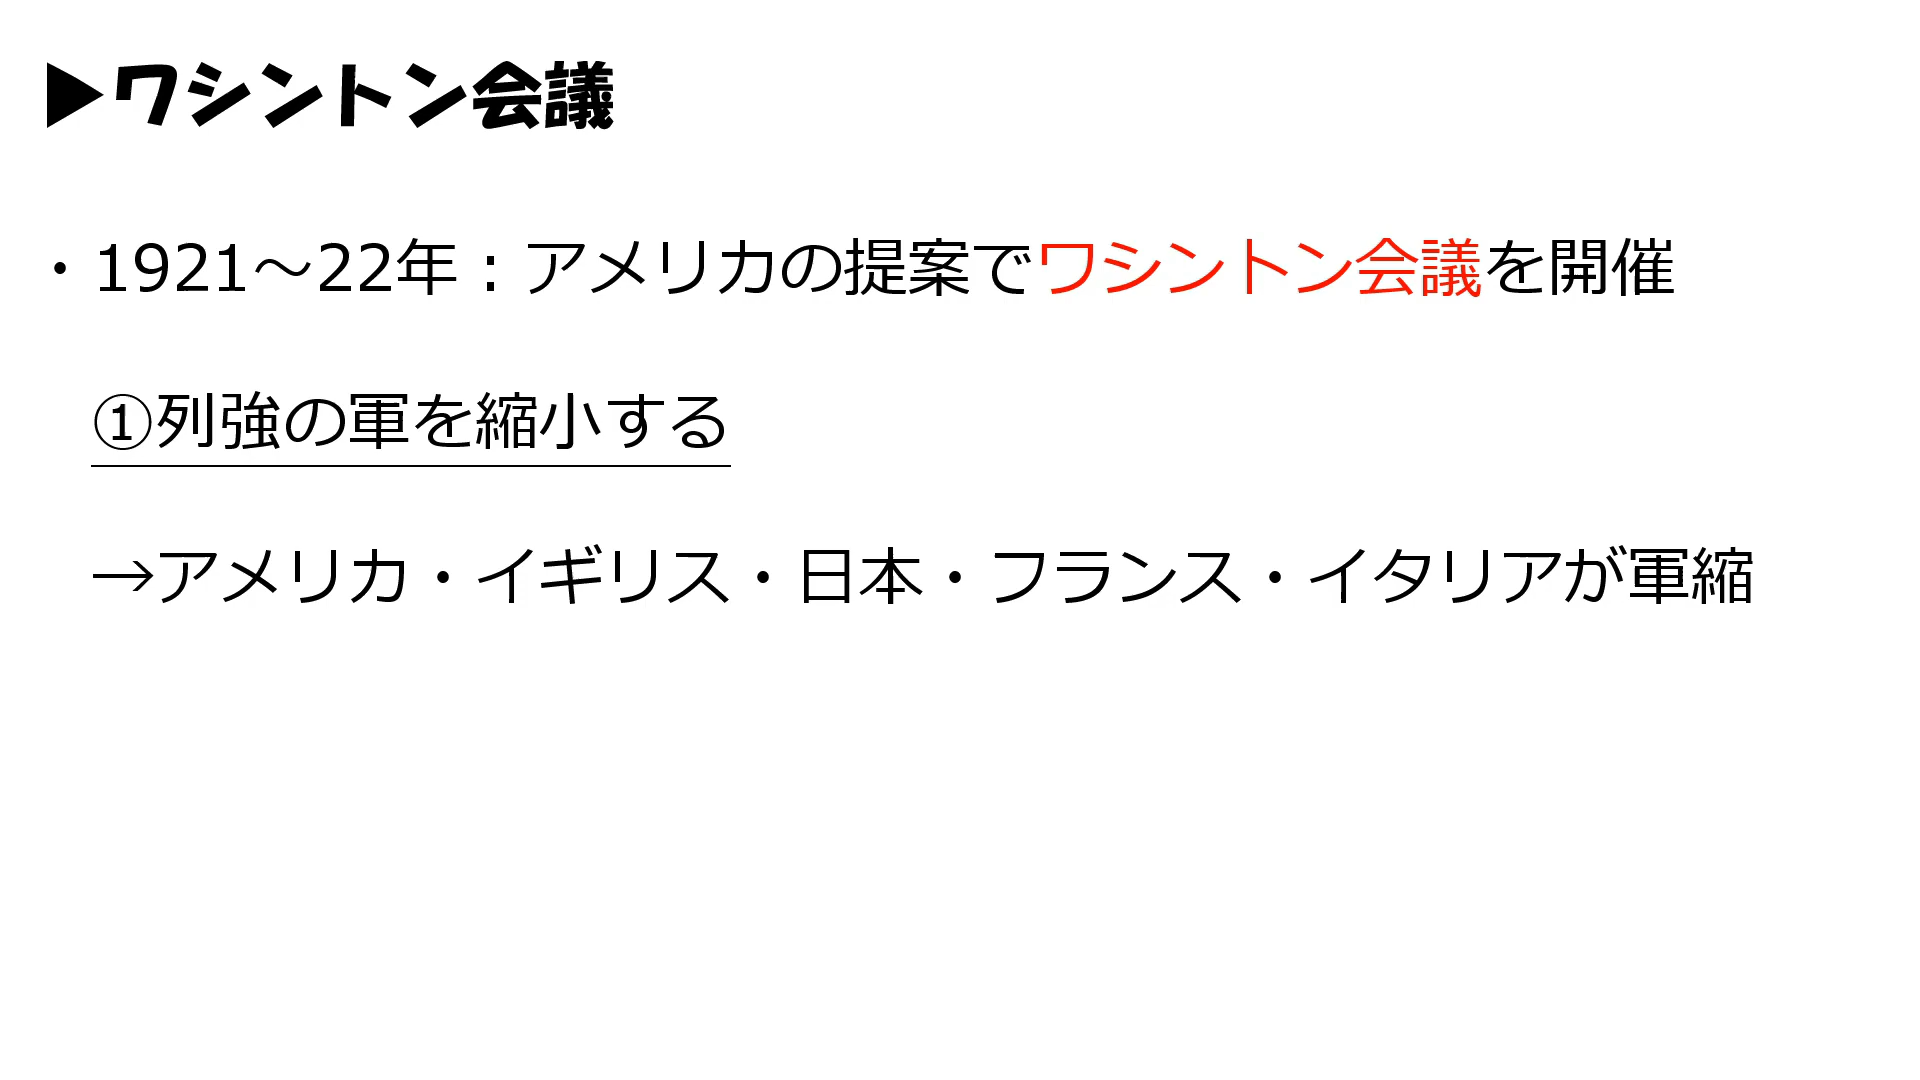 ▶ワシントン会議
・1921～22年：アメリカの提案でワシントン会議を開催
①列強の軍を縮小する
→アメリカ・イギリス・日本・フランス・イタリアが軍縮